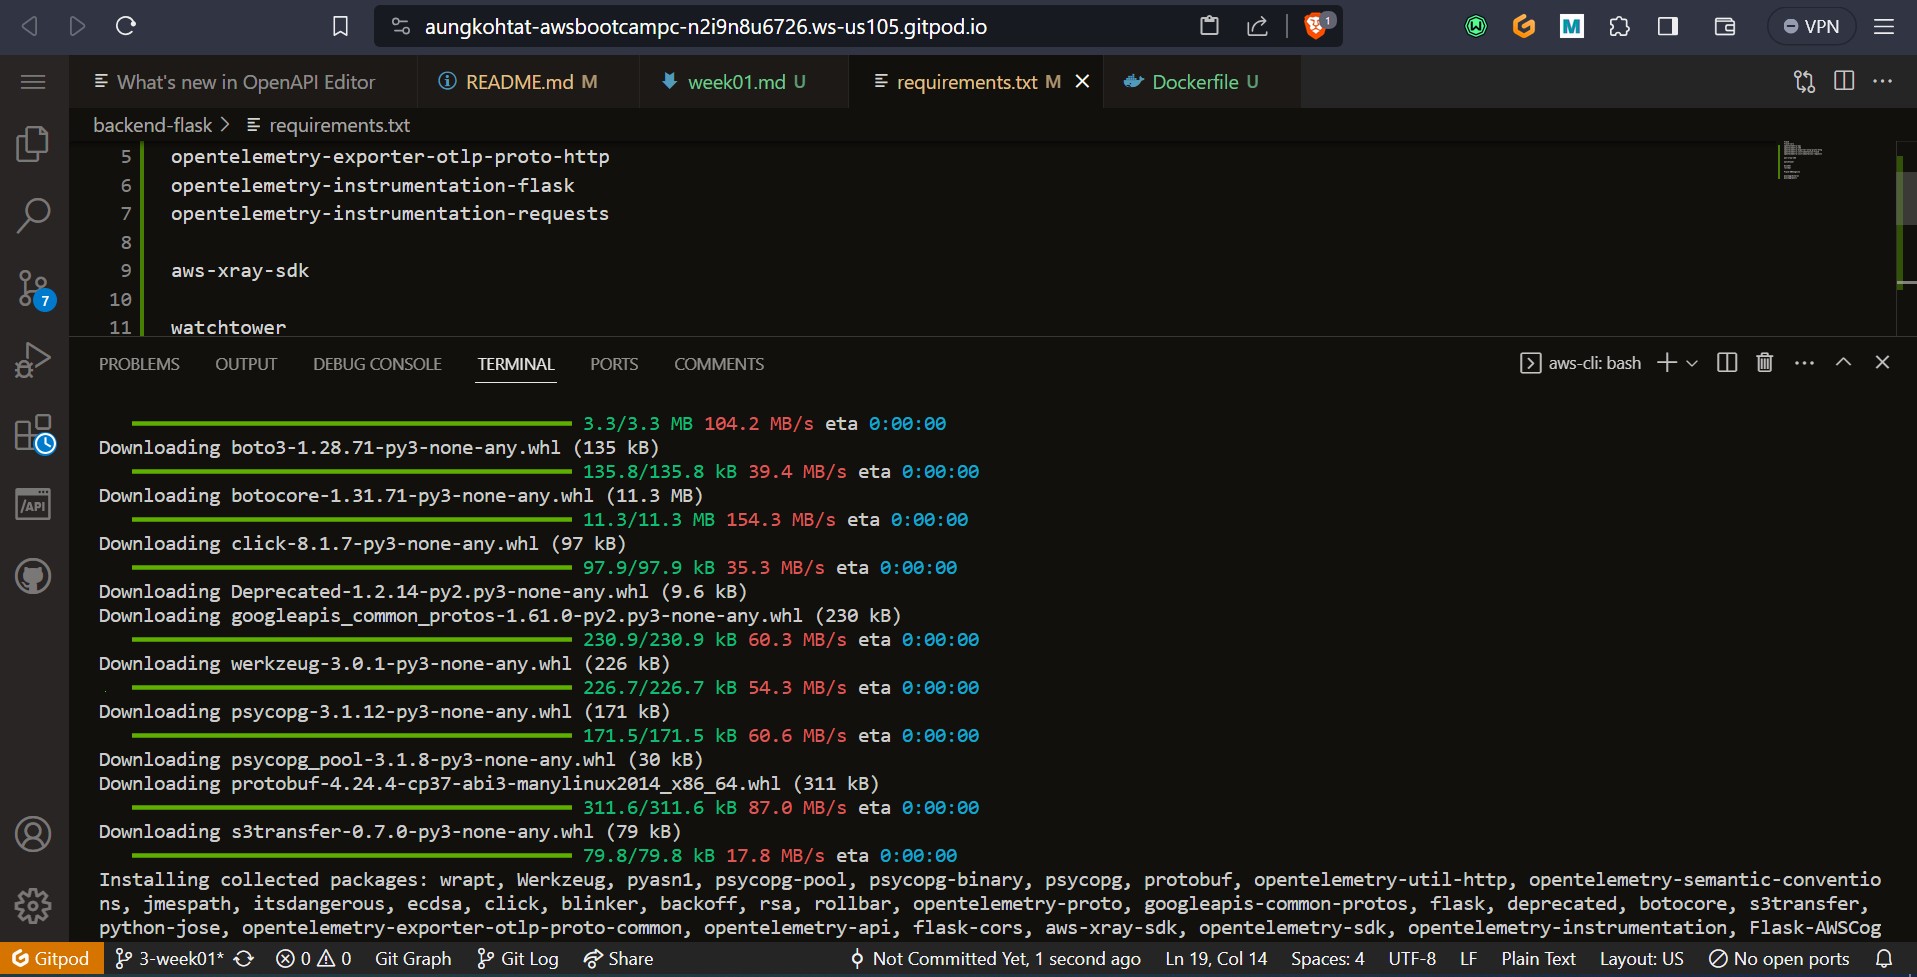 aungkohtat-awsbootcampc-n2i9n8u6726.ws-us105.gitpod.io
1
M
VPN
What's new in OpenAPI Editor
README.md M
week01.md U
requirements.txt M
Dockerfile U
backend-flask > requirements.txt
5 opentelemetry-exporter-otlp-proto-http
6 opentelemetry-instrumentation-flask
7 opentelemetry-instrumentation-requests
8
9 aws-xray-sdk
10
11 watchtower
7
/API
PROBLEMS OUTPUT DEBUG CONSOLE TERMINAL PORTS COMMENTS
aws-cli: bash
3.3/3.3 MB 104.2 MB/s eta 0:00:00
Downloading boto3-1.28.71-py3-none-any.whl (135 kB)
135.8/135.8 kB 39.4 MB/s eta 0:00:00
Downloading botocore-1.31.71-py3-none-any.whl (11.3 MB)
11.3/11.3 MB 154.3 MB/s eta 0:00:00
Downloading click-8.1.7-py3-none-any.whl (97 kB)
97.9/97.9 kB 35.3 MB/s eta 0:00:00
Downloading Deprecated-1.2.14-py2.py3-none-any.whl (9.6 kB)
Downloading googleapis_common_protos-1.61.0-py2.py3-none-any.whl (230 kB)
230.9/230.9 kB 60.3 MB/s eta 0:00:00
Downloading werkzeug-3.0.1-py3-none-any.whl (226 kB)
226.7/226.7 kB 54.3 MB/s eta 0:00:00
Downloading psycopg-3.1.12-py3-none-any.whl (171 kB)
171.5/171.5 kB 60.6 MB/s eta 0:00:00
Downloading psycopg_pool-3.1.8-py3-none-any.whl (30 kB)
Downloading protobuf-4.24.4-cp37-abi3-manylinux2014_x86_64.whl (311 kB)
311.6/311.6 kB 87.0 MB/s eta 0:00:00
Downloading s3transfer-0.7.0-py3-none-any.whl (79 kB)
79.8/79.8 kB 17.8 MB/s eta 0:00:00
Installing collected packages: wrapt, Werkzeug, pyasn1, psycopg-pool, psycopg-binary, psycopg, protobuf, opentelemetry-util-http, opentelemetry-semantic-conventio
ns, jmespath, itsdangerous, ecdsa, click, blinker, backoff, rsa, rollbar, opentelemetry-proto, googleapis-common-protos, flask, deprecated, botocore, s3transfer,
python-jose, opentelemetry-exporter-otlp-proto-common, opentelemetry-api, flask-cors, aws-xray-sdk, opentelemetry-sdk, opentelemetry-instrumentation, Flask-AWSCog
Gitpod 3-week01* 0 0 Git Graph Git Log Share Not Committed Yet, 1 second ago Ln 19, Col 14 Spaces: 4 UTF-8 LF Plain Text Layout: US No open ports